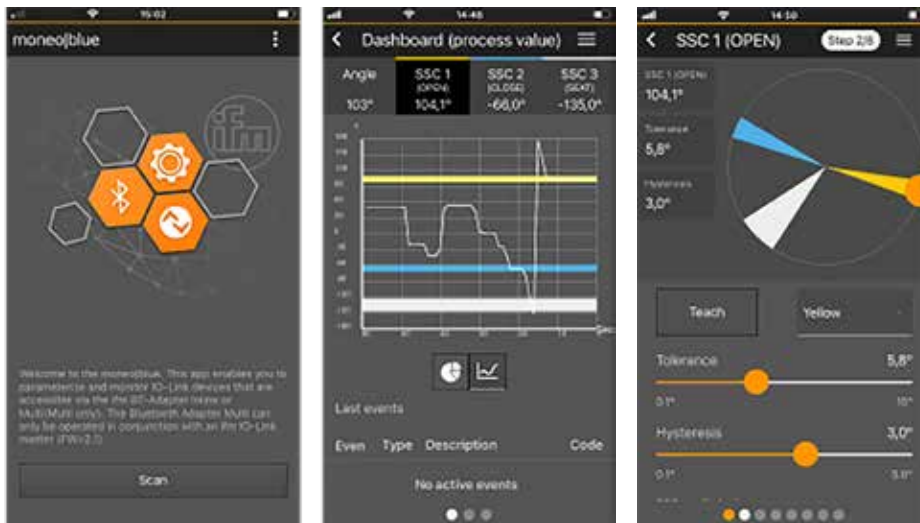 15:02
moneo|blue
ifm
Welcome to the moneo|blue. This app enables you to
parameterize and monitor IO-Link devices that are
accessible via the the BT-Adapter Inline or
Multi(Multi only). The Bluetooth Adapter Multi can
only be operated in conjunction with an ifm IO-Link
master (FW>2.1)
Scan
14:48
Dashboard (process value)
Angle SSC 1 SSC 2 SSC 3
(OPEN) (CLOSE) (SEAT)
103° 104,1° -66,0° -135,0°
Last events
Even Type Description Code
No active events
14:50
SSC 1 (OPEN) Step 2/8
SSC 1 (OPEN)
104,1°
Tolerance
5,8°
Hysteresis
3,0°
Teach Yellow
Tolerance 5,8°
0.1° 10°
Hysteresis 3,0°
0.1° 5.0°